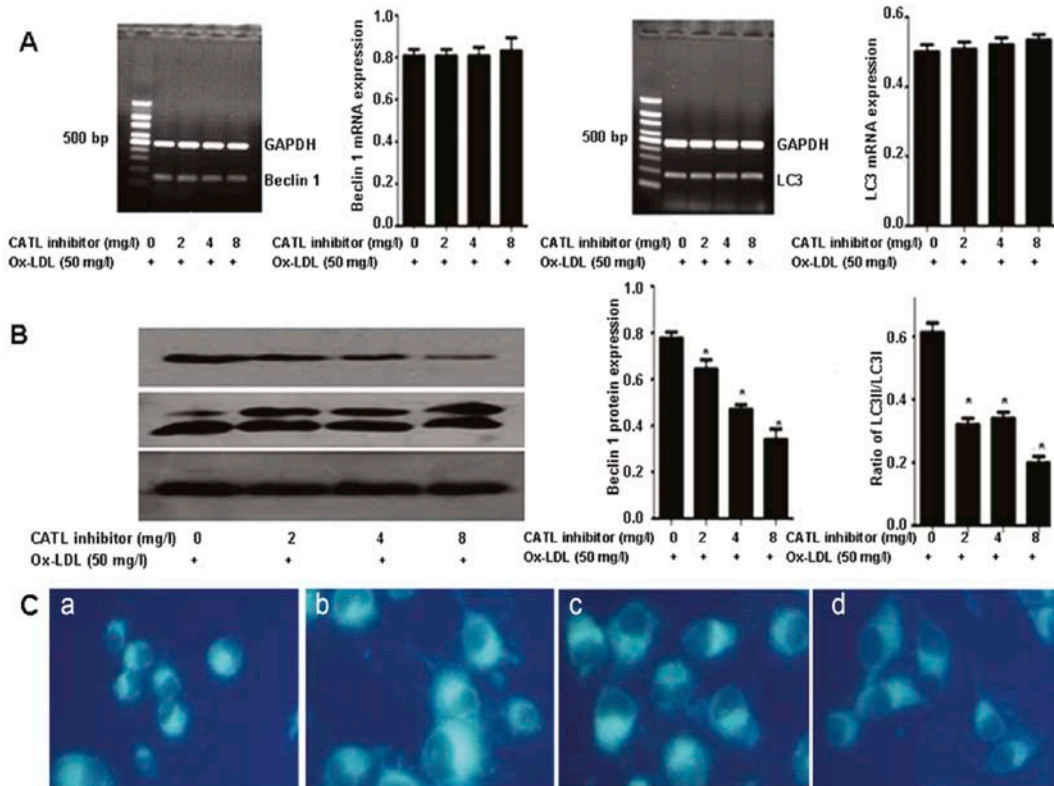 A
500 bp
GAPDH
Beclin 1
CATL inhibitor (mg/l) 0 2 4 8
Ox-LDL (50 mg/l) + + + +
Beclin 1 mRNA expression
1.0
0.8
0.6
0.4
0.2
0.0
CATL inhibitor (mg/l) 0 2 4 8
Ox-LDL (50 mg/l) + + + +
500 bp
GAPDH
LC3
CATL inhibitor (mg/l) 0 2 4 8
Ox-LDL (50 mg/l) + + + +
LC3 mRNA expression
0.6
0.4
0.2
0.0
CATL inhibitor (mg/l) 0 2 4 8
Ox-LDL (50 mg/l) + + + +
B
CATL inhibitor (mg/l) 0 2 4 8
Ox-LDL (50 mg/l) + + + +
Beclin 1 protein expression
1.0
0.8
0.6
0.4
0.2
0.0
* * *
CATL inhibitor (mg/l) 0 2 4 8
Ox-LDL (50 mg/l) + + + +
Ratio of LC3II/LC3I
0.6
0.4
0.2
0.0
* * *
CATL inhibitor (mg/l) 0 2 4 8
Ox-LDL (50 mg/l) + + + +
C
a
b
c
d